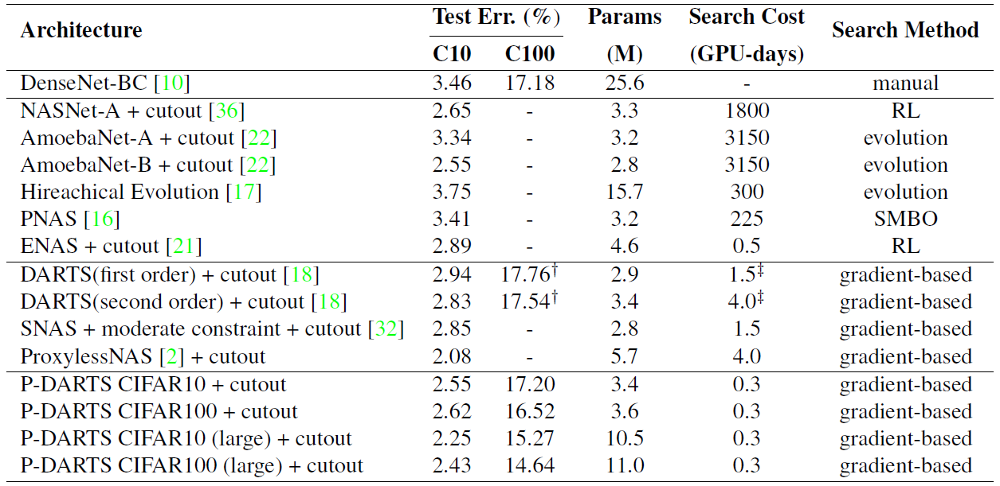 Architecture Test Err. (%) Params Search Cost Search Method
C10 C100 (M) (GPU-days)
DenseNet-BC [10] 3.46 17.18 25.6 - manual
NASNet-A + cutout [36] 2.65 - 3.3 1800 RL
AmoebaNet-A + cutout [22] 3.34 - 3.2 3150 evolution
AmoebaNet-B + cutout [22] 2.55 - 2.8 3150 evolution
Hireachical Evolution [17] 3.75 - 15.7 300 evolution
PNAS [16] 3.41 - 3.2 225 SMBO
ENAS + cutout [21] 2.89 - 4.6 0.5 RL
DARTS(first order) + cutout [18] 2.94 17.76† 2.9 1.5‡ gradient-based
DARTS(second order) + cutout [18] 2.83 17.54† 3.4 4.0‡ gradient-based
SNAS + moderate constraint + cutout [32] 2.85 - 2.8 1.5 gradient-based
ProxylessNAS [2] + cutout 2.08 - 5.7 4.0 gradient-based
P-DARTS CIFAR10 + cutout 2.55 17.20 3.4 0.3 gradient-based
P-DARTS CIFAR100 + cutout 2.62 16.52 3.6 0.3 gradient-based
P-DARTS CIFAR10 (large) + cutout 2.25 15.27 10.5 0.3 gradient-based
P-DARTS CIFAR100 (large) + cutout 2.43 14.64 11.0 0.3 gradient-based